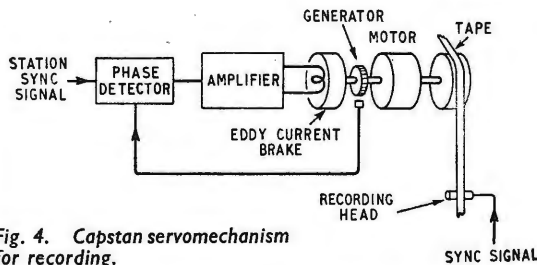 GENERATOR
MOTOR
TAPE
STATION
SYNC
SIGNAL
PHASE
DETECTOR
AMPLIFIER
EDDY CURRENT
BRAKE
RECORDING
HEAD
SYNC SIGNAL
Fig. 4. Capstan servomechanism
for recording.